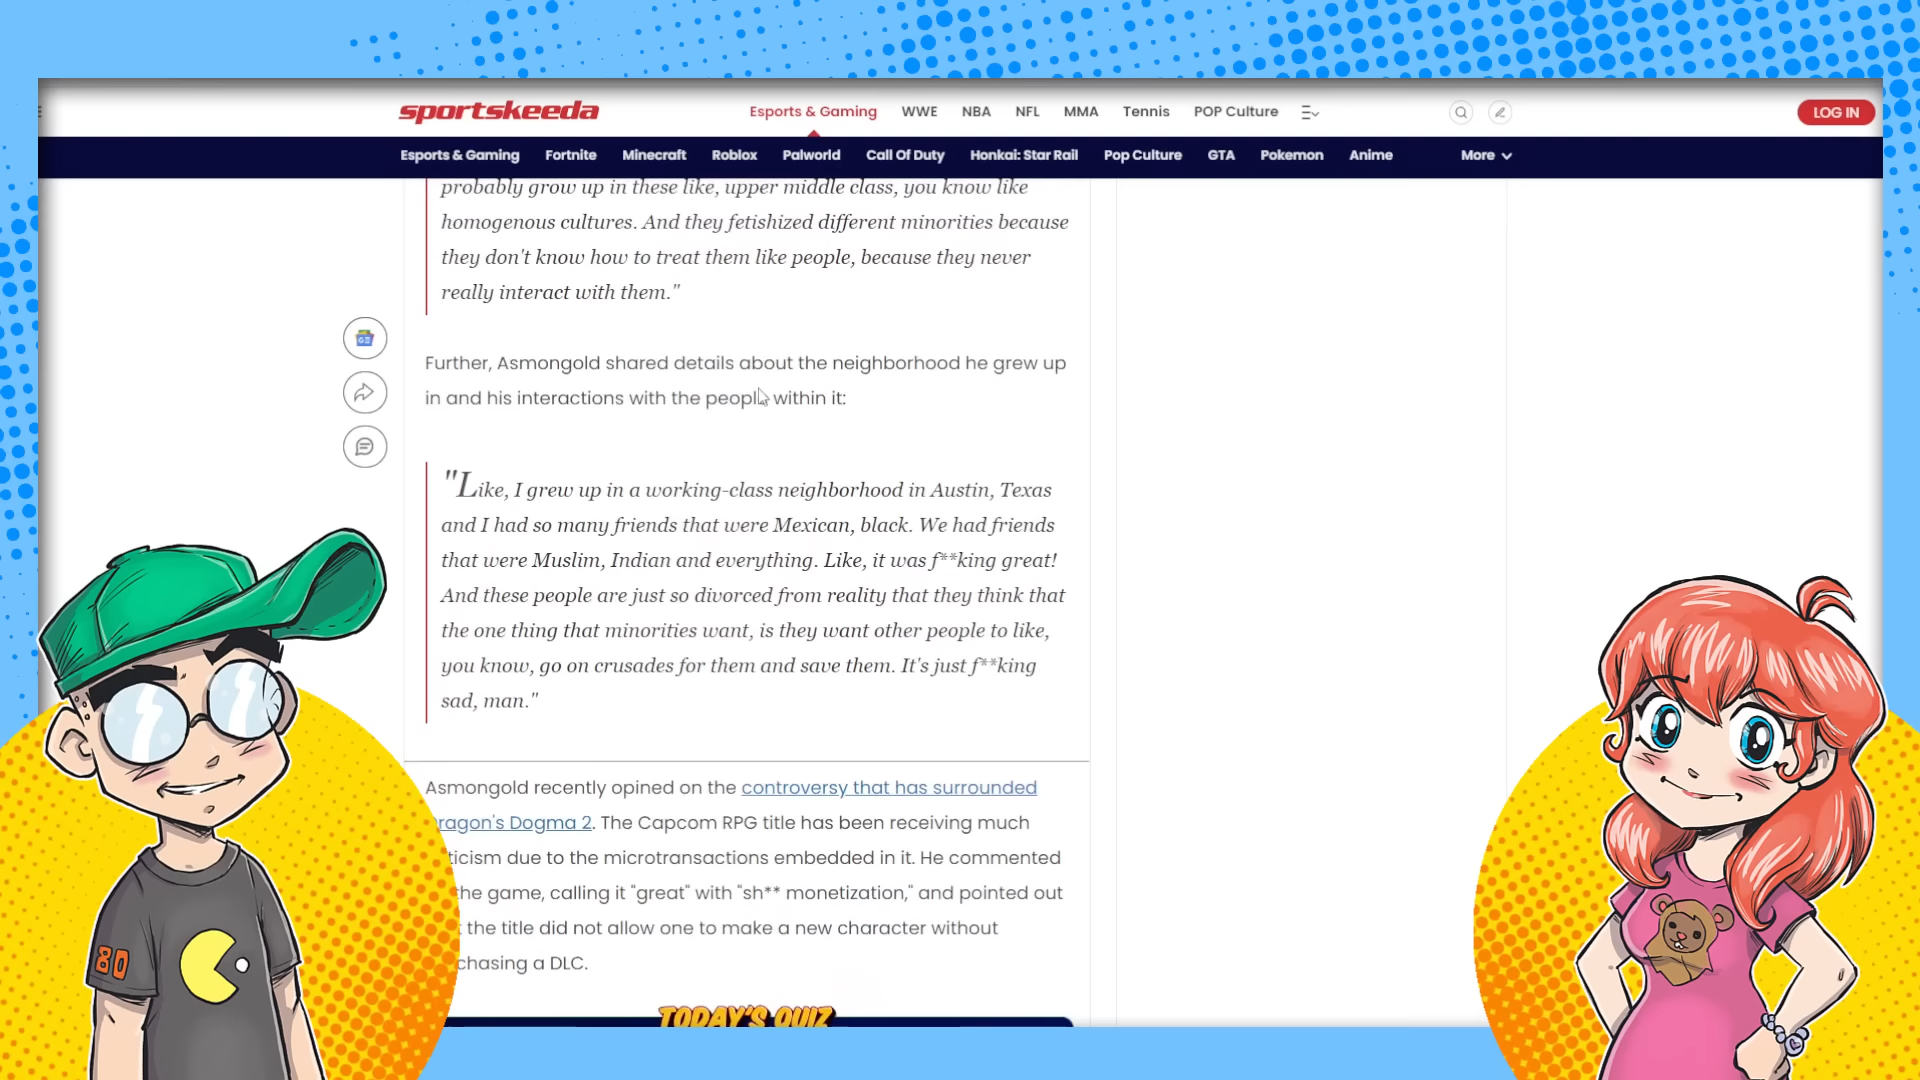 sportskeeda
Esports & Gaming WWE NBA NFL MMA Tennis POP Culture
LOG IN
Esports & Gaming Fortnite Minecraft Roblox Palworld Call Of Duty Honkai: Star Rail Pop Culture GTA Pokemon Anime More
probably grow up in these like, upper middle class, you know like
homogenous cultures. And they fetishized different minorities because
they don't know how to treat them like people, because they never
really interact with them."
Further, Asmongold shared details about the neighborhood he grew up
in and his interactions with the people within it:
"Like, I grew up in a working-class neighborhood in Austin, Texas
and I had so many friends that were Mexican, black. We had friends
that were Muslim, Indian and everything. Like, it was f**king great!
And these people are just so divorced from reality that they think that
the one thing that minorities want, is they want other people to like,
you know, go on crusades for them and save them. It's just f**king
sad, man."
Asmongold recently opined on the controversy that has surrounded
ragon's Dogma 2. The Capcom RPG title has been receiving much
ticism due to the microtransactions embedded in it. He commented
the game, calling it "great" with "sh** monetization," and pointed out
the title did not allow one to make a new character without
chasing a DLC.
TODAY'S QUIZ
80